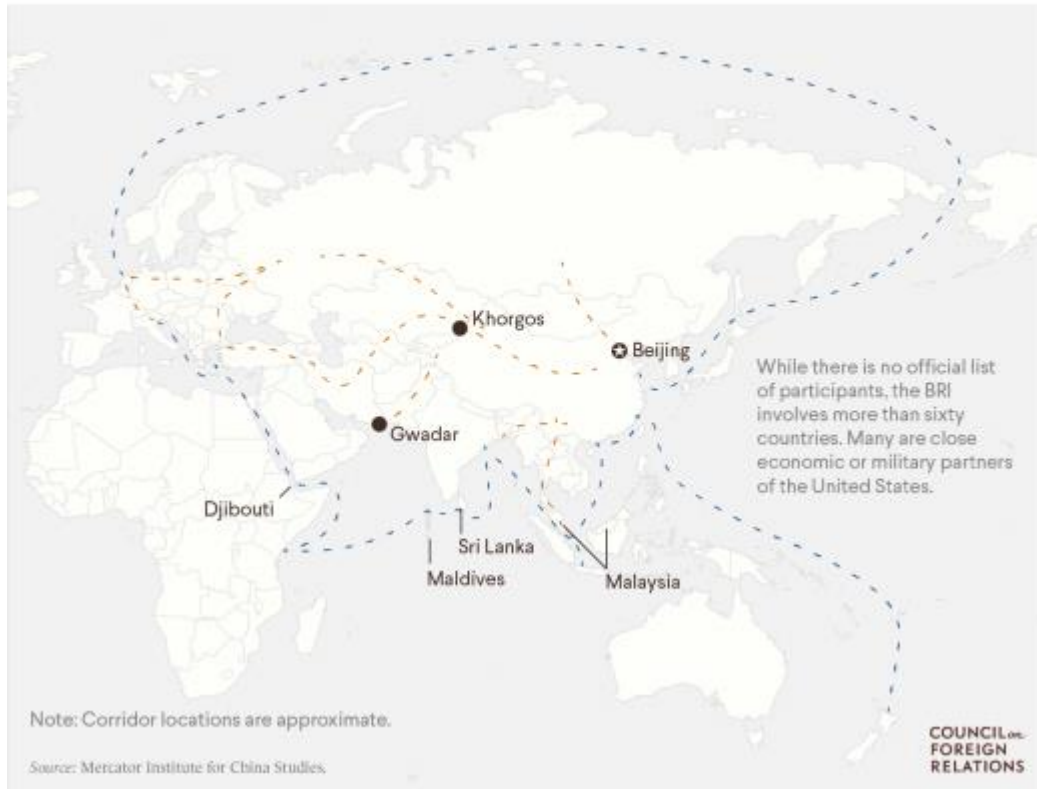 Khorgos
Beijing
While there is no official list
of participants, the BRI
involves more than sixty
countries. Many are close
economic or military partners
of the United States.
Gwadar
Djibouti
Sri Lanka
Maldives
Malaysia
Note: Corridor locations are approximate.
Source: Mercator Institute for China Studies.
COUNCIL on
FOREIGN
RELATIONS